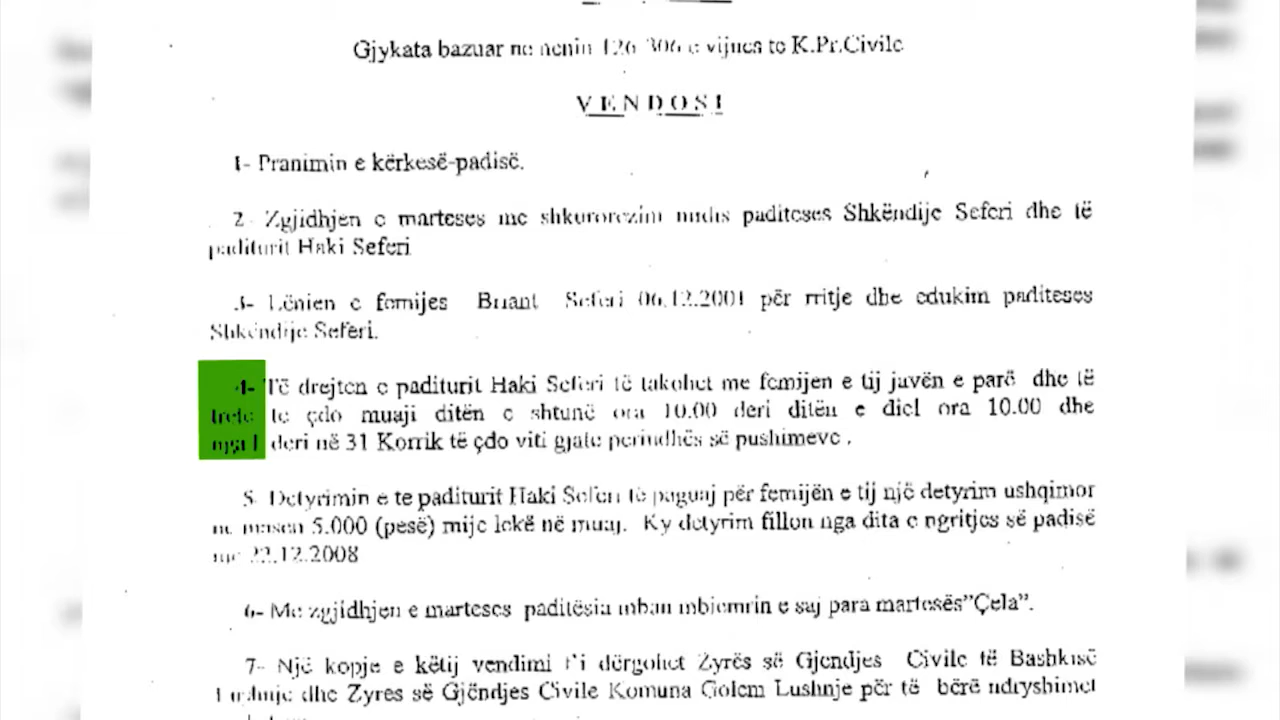 Gjykata bazuar ne nenin 126 306 e vijues te K.Pr.Civile
VENDOSI
1- Pranimin e kërkesë-padisë.
2- Zgjidhjen e marteses me shkurorezim midis paditeses Shkëndije Seferi dhe të
paditurit Haki Seferi
3- Lënien e femijes Seferi 06.12.2001 për rritje dhe edukim paditeses
Shkëndije Seferi.
4- Të drejten e paditurit Haki Seferi të takohet me femijen e tij javën e parë dhe të
trete te çdo muaji ditën e shtunë ora 10.00 deri ditën e diel ora 10.00 dhe
nga 1 deri në 31 Korrik të çdo viti gjate periudhës së pushimeve .
5- Detyrimin e te paditurit Haki Seferi të paguaj për femijën e tij një detyrim ushqimor
ne masen 5.000 (pesë) mije lekë në muaj. Ky detyrim fillon nga dita e ngritjes së padisë
22.12.2008
6- Me zgjidhjen e marteses paditësia mban mbiemrin e saj para martesës"Çela".
7- Një kopje e këtij vendimi t'i dërgohet Zyrës së Gjendjes Civile të Bashkisë
Lushnje dhe Zyres së Gjëndjes Civile Komuna Golem Lushnje për të bërë ndryshimet